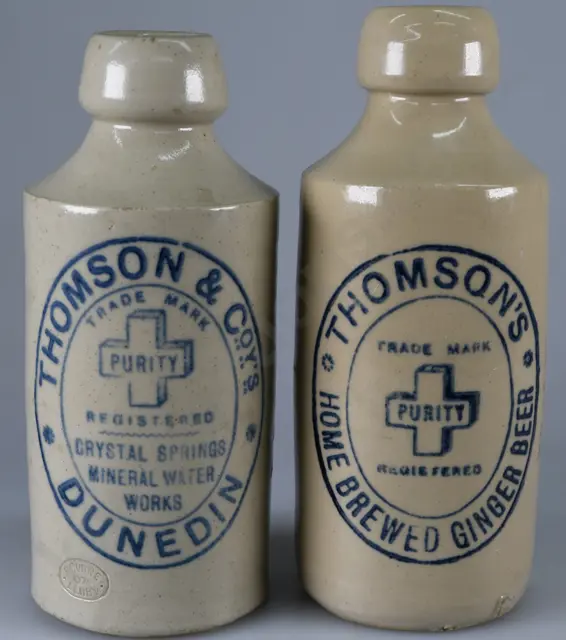 THOMSON & COY'S.
TRADE MARK
PURITY
REGISTERED
CRYSTAL SPRINGS
MINERAL WATER
WORKS
DUNEDIN
THOMSON'S
TRADE MARK
PURITY
REGISTERED
HOME BREWED GINGER BEER